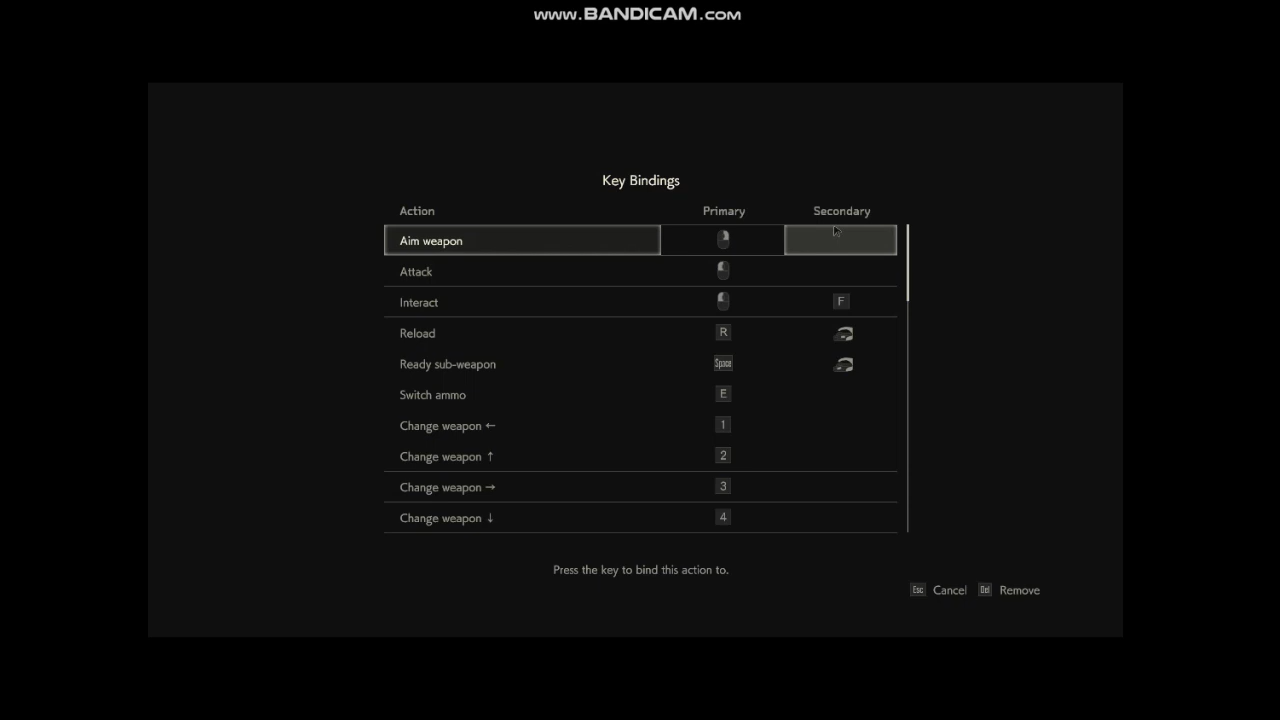 www.BANDICAM.com
Key Bindings
Action Primary Secondary
Aim weapon
Attack
Interact F
Reload R
Ready sub-weapon Space
Switch ammo E
Change weapon ← 1
Change weapon ↑ 2
Change weapon → 3
Change weapon ↓ 4
Press the key to bind this action to.
Esc Cancel Del Remove